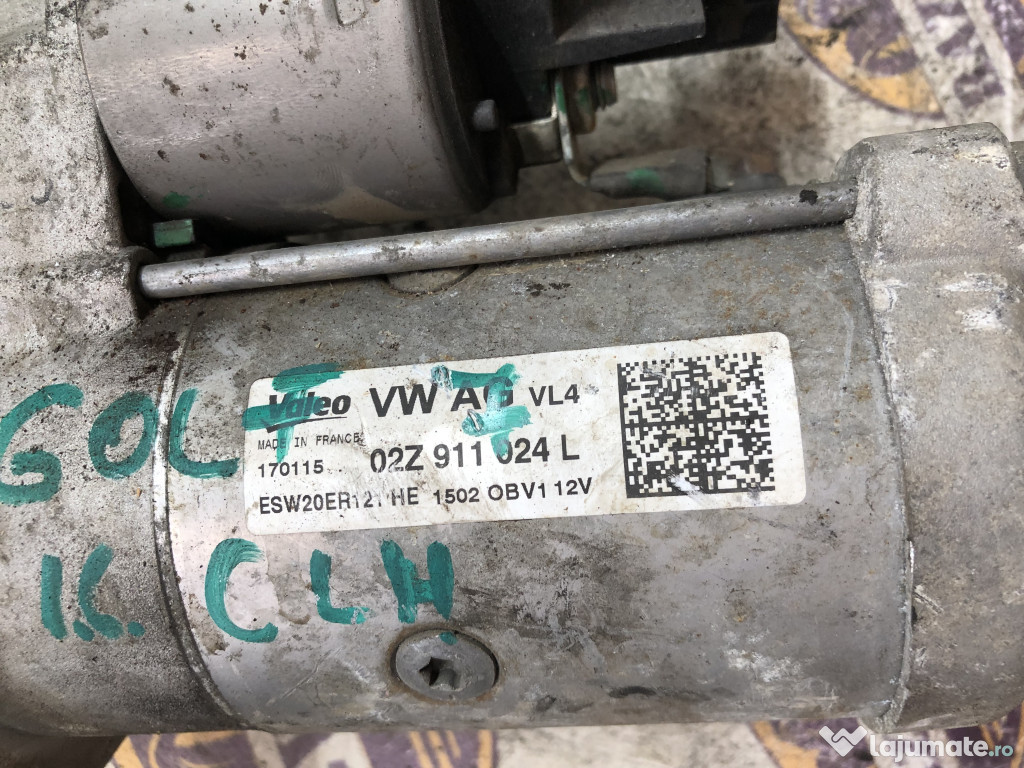 Valeo VW AG VL4
MADE IN FRANCE
170115 02Z 911 024 L
ESW20ER121 HE 1502 OBV1 12V
GOLF 7
1.6. CLH
lajumate.ro